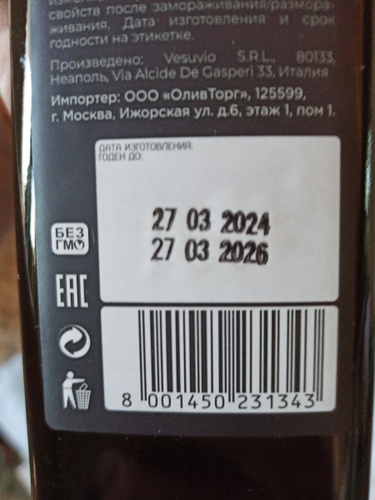 свойств после замораживания/размора-
живания. Дата изготовления и срок
годности на этикетке.
Произведено: Vesuvio S.R.L., 80133,
Неаполь, Via Alcide De Gasperi 33, Италия
Импортер: ООО «ОливТорг», 125599,
г. Москва, Ижорская ул. д.6, этаж 1, пом 1.
ДАТА ИЗГОТОВЛЕНИЯ:
ГОДЕН ДО:
27 03 2024
27 03 2026
БЕЗ
ГМО
ЕАС
8 001450 231343